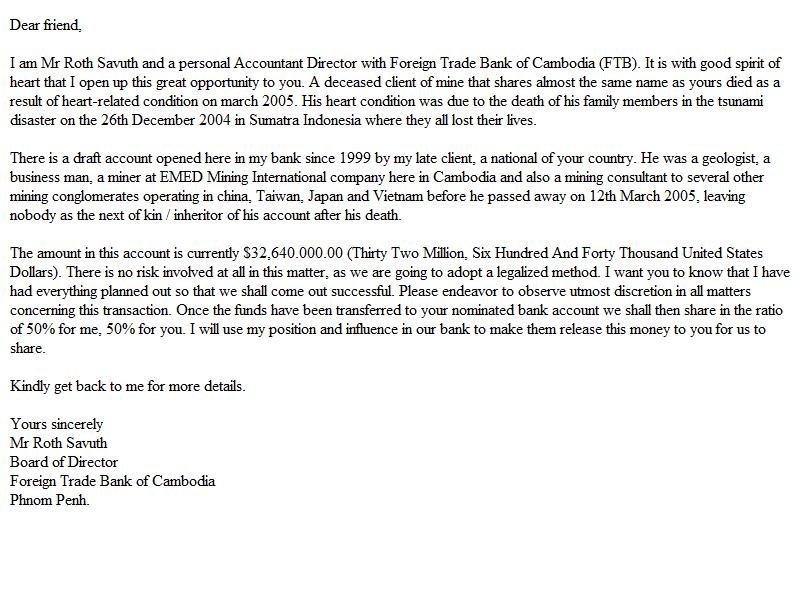 Dear friend,
I am Mr Roth Savuth and a personal Accountant Director with Foreign Trade Bank of Cambodia (FTB). It is with good spirit of
heart that I open up this great opportunity to you. A deceased client of mine that shares almost the same name as yours died as a
result of heart-related condition on march 2005. His heart condition was due to the death of his family members in the tsunami
disaster on the 26th December 2004 in Sumatra Indonesia where they all lost their lives.
There is a draft account opened here in my bank since 1999 by my late client, a national of your country. He was a geologist, a
business man, a miner at EMED Mining International company here in Cambodia and also a mining consultant to several other
mining conglomerates operating in china, Taiwan, Japan and Vietnam before he passed away on 12th March 2005, leaving
nobody as the next of kin / inheritor of his account after his death.
The amount in this account is currently $32,640.000.00 (Thirty Two Million, Six Hundred And Forty Thousand United States
Dollars). There is no risk involved at all in this matter, as we are going to adopt a legalized method. I want you to know that I have
had everything planned out so that we shall come out successful. Please endeavor to observe utmost discretion in all matters
concerning this transaction. Once the funds have been transferred to your nominated bank account we shall then share in the ratio
of 50% for me, 50% for you. I will use my position and influence in our bank to make them release this money to you for us to
share.
Kindly get back to me for more details.
Yours sincerely
Mr Roth Savuth
Board of Director
Foreign Trade Bank of Cambodia
Phnom Penh.